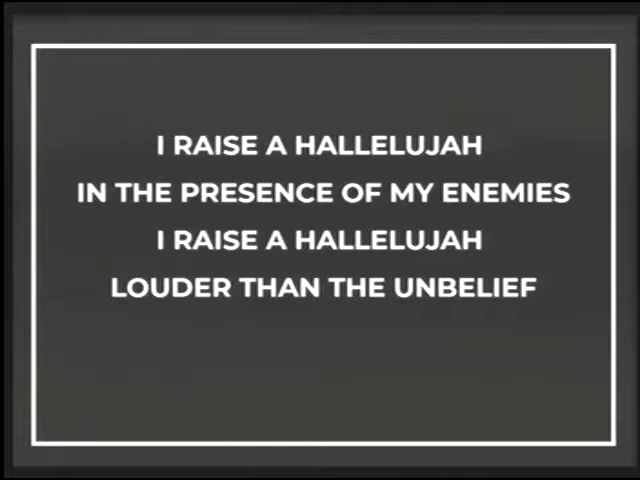 I RAISE A HALLELUJAH
IN THE PRESENCE OF MY ENEMIES
I RAISE A HALLELUJAH
LOUDER THAN THE UNBELIEF